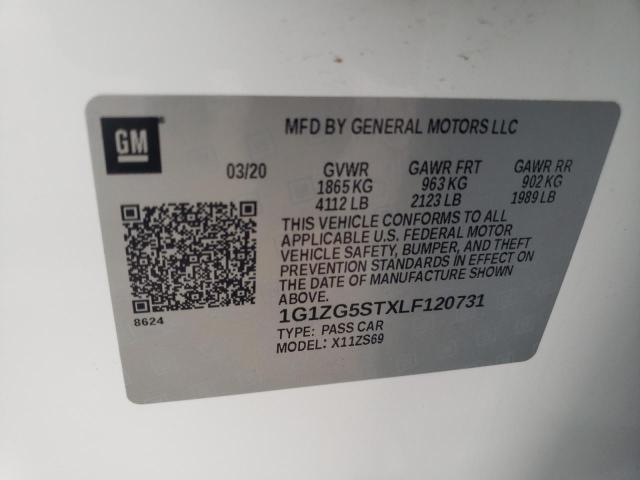 GM
MFD BY GENERAL MOTORS LLC
03/20 GVWR GAWR FRT GAWR RR
1865 KG 963 KG 902 KG
4112 LB 2123 LB 1989 LB
THIS VEHICLE CONFORMS TO ALL
APPLICABLE U.S. FEDERAL MOTOR
VEHICLE SAFETY, BUMPER, AND THEFT
PREVENTION STANDARDS IN EFFECT ON
THE DATE OF MANUFACTURE SHOWN
ABOVE.
8624
1G1ZG5STXLF120731
TYPE: PASS CAR
MODEL: X11ZS69